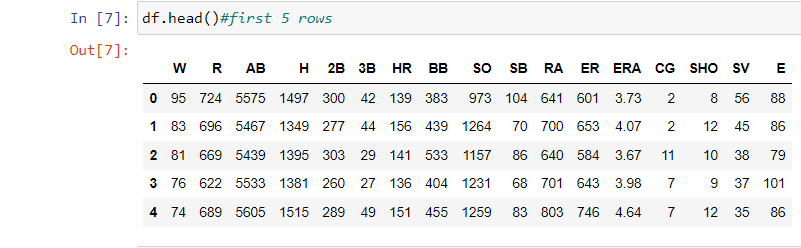 In [7]: df.head()#first 5 rows
Out[7]:
W R AB H 2B 3B HR BB SO SB RA ER ERA CG SHO SV E
0 95 724 5575 1497 300 42 139 383 973 104 641 601 3.73 2 8 56 88
1 83 696 5467 1349 277 44 156 439 1264 70 700 653 4.07 2 12 45 86
2 81 669 5439 1395 303 29 141 533 1157 86 640 584 3.67 11 10 38 79
3 76 622 5533 1381 260 27 136 404 1231 68 701 643 3.98 7 9 37 101
4 74 689 5605 1515 289 49 151 455 1259 83 803 746 4.64 7 12 35 86